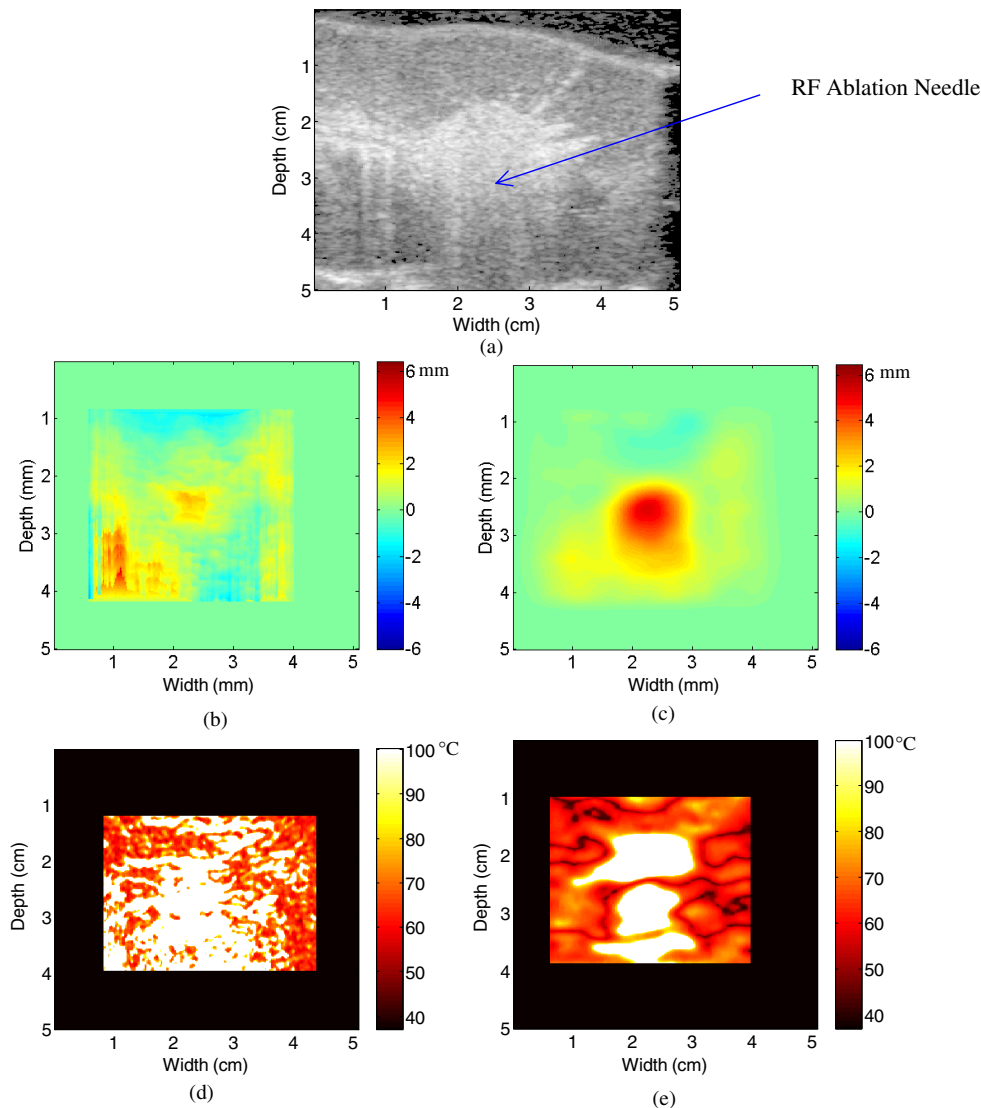 RF Ablation Needle
Depth (cm)
1
2
3
4
5
1 2 3 4 5
Width (cm)
(a)
Depth (mm)
1
2
3
4
5
1 2 3 4 5
Width (mm)
6 mm
4
2
0
-2
-4
-6
(b)
Depth (mm)
1
2
3
4
5
1 2 3 4 5
Width (mm)
6 mm
4
2
0
-2
-4
-6
(c)
Depth (cm)
1
2
3
4
5
1 2 3 4 5
Width (cm)
100 °C
90
80
70
60
50
40
(d)
Depth (cm)
1
2
3
4
5
1 2 3 4 5
Width (cm)
100°C
90
80
70
60
50
40
(e)